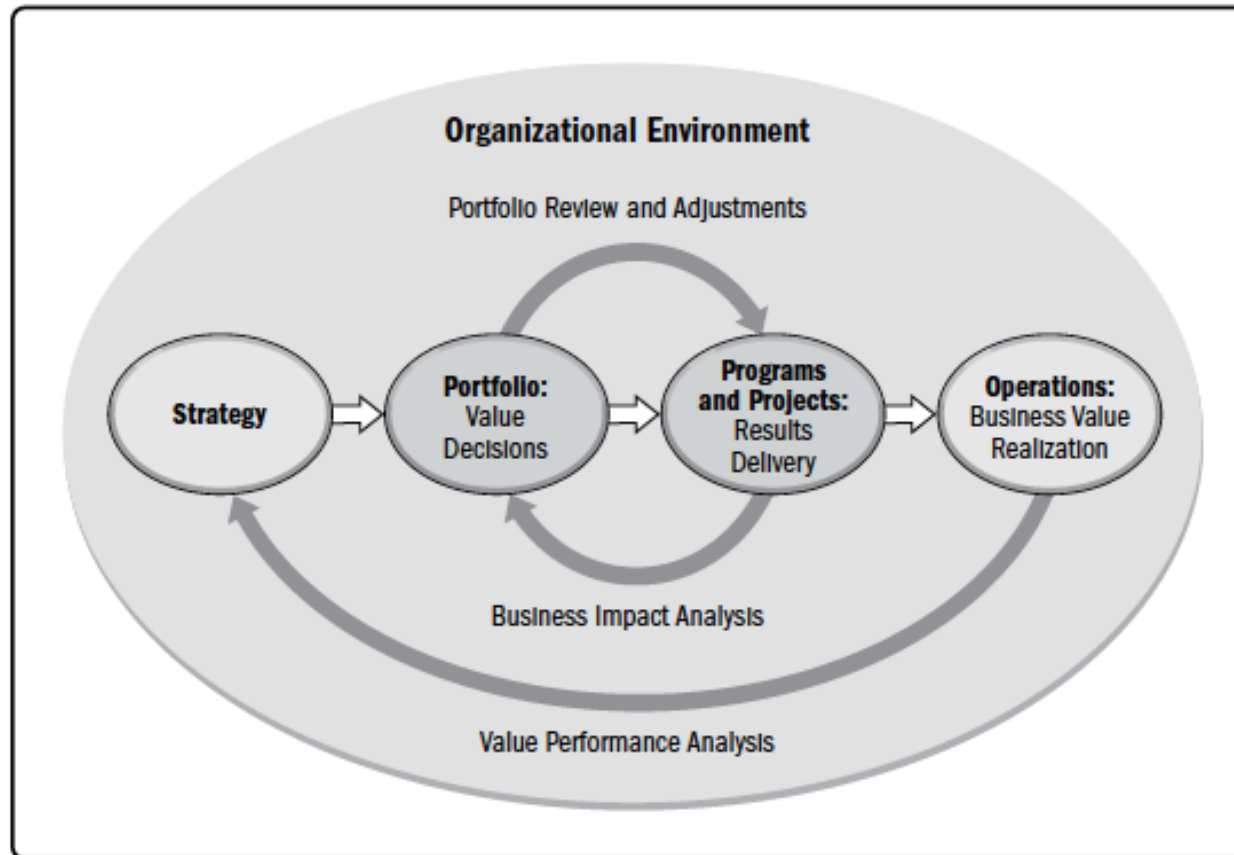 Organizational Environment
Portfolio Review and Adjustments
Strategy
Portfolio:
Value
Decisions
Programs
and Projects:
Results
Delivery
Operations:
Business Value
Realization
Business Impact Analysis
Value Performance Analysis